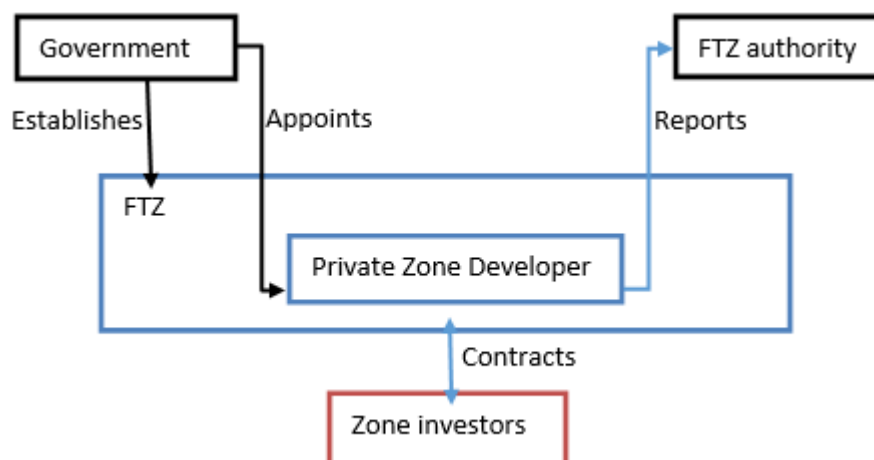 Government
FTZ authority
Establishes
Appoints
Reports
FTZ
Private Zone Developer
Contracts
Zone investors